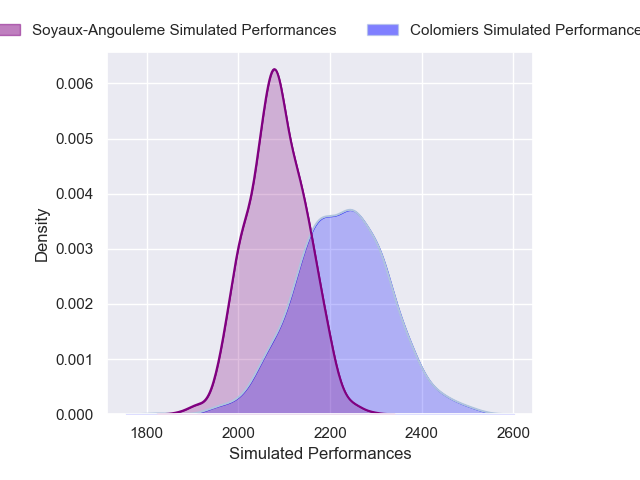 Soyaux-Angouleme Simulated Performances
Colomiers Simulated Performance
0.006
0.005
0.004
0.003
0.002
0.001
0.000
Density
1800 2000 2200 2400 2600
Simulated Performances